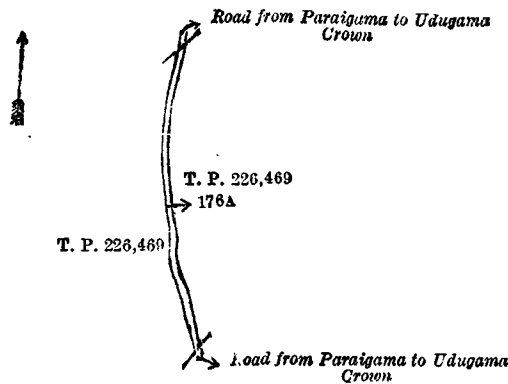 Road from Paraigama to Udugama
Crown
T. P. 226,469
176A
T. P. 226,469
Road from Paraigama to Udugama
Crown